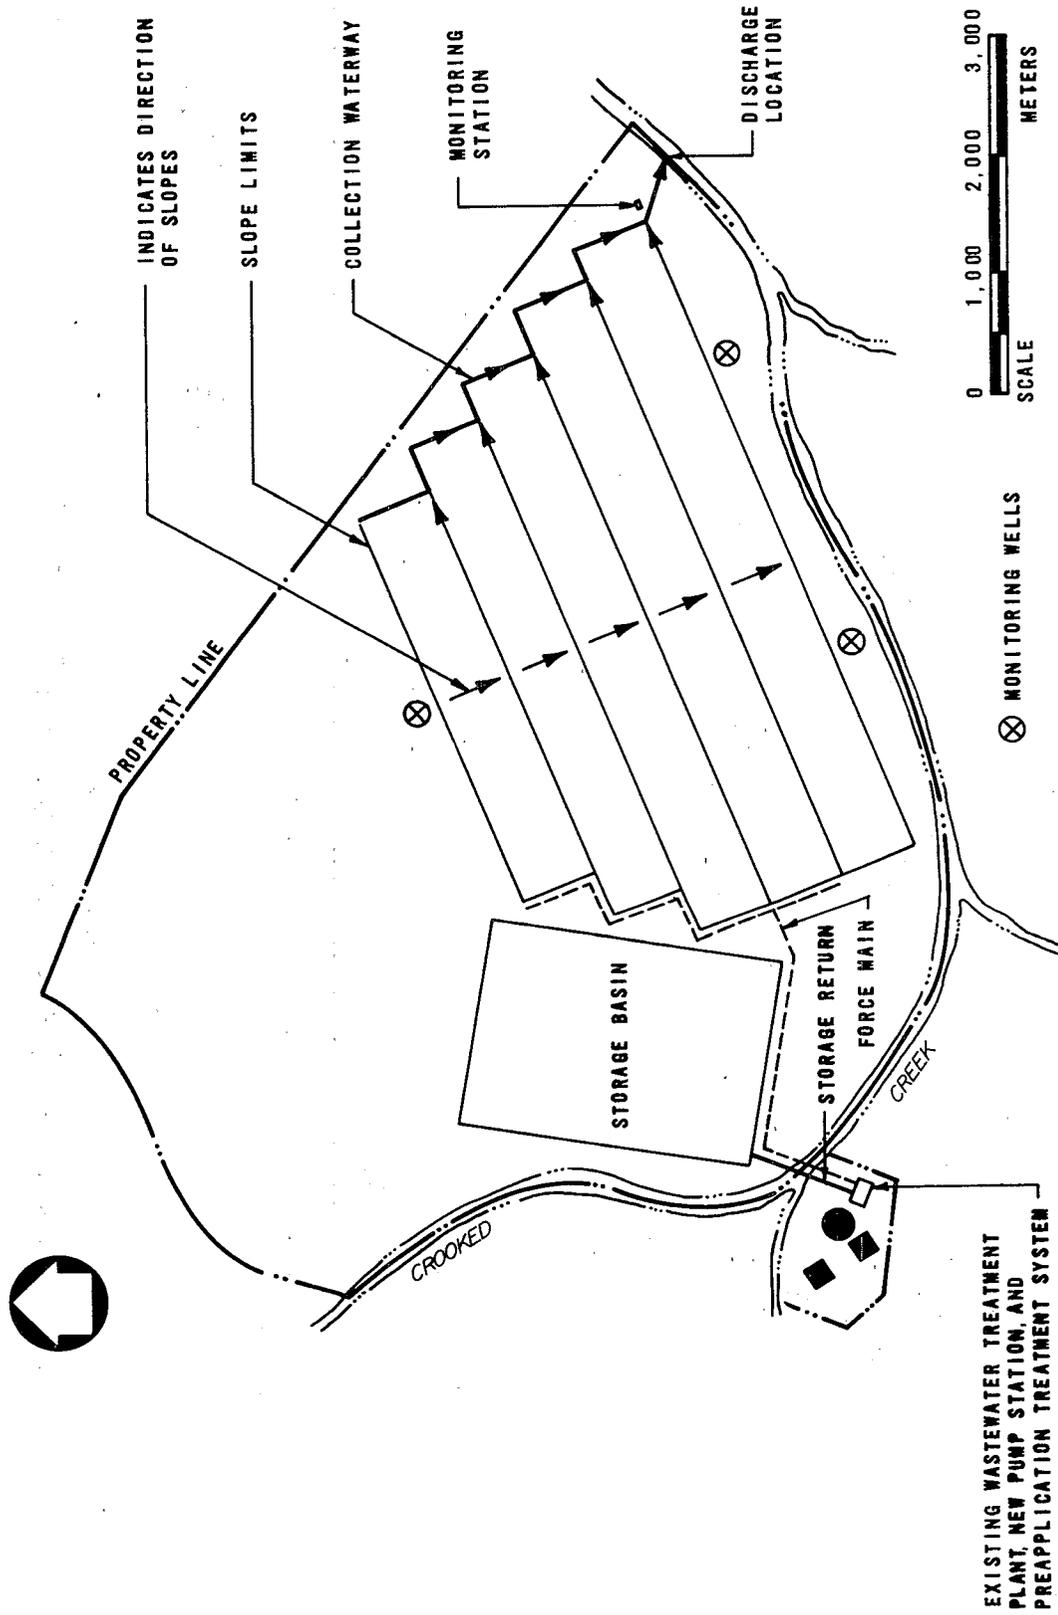 INDICATES DIRECTION
OF SLOPES
SLOPE LIMITS
COLLECTION WATERWAY
MONITORING
STATION
DISCHARGE
LOCATION
PROPERTY LINE
STORAGE BASIN
STORAGE RETURN
FORCE MAIN
CROOKED
CREEK
EXISTING WASTEWATER TREATMENT
PLANT, NEW PUMP STATION, AND
PREAPPLICATION TREATMENT SYSTEM
MONITORING WELLS
0 1,000 2,000 3,000
SCALE METERS